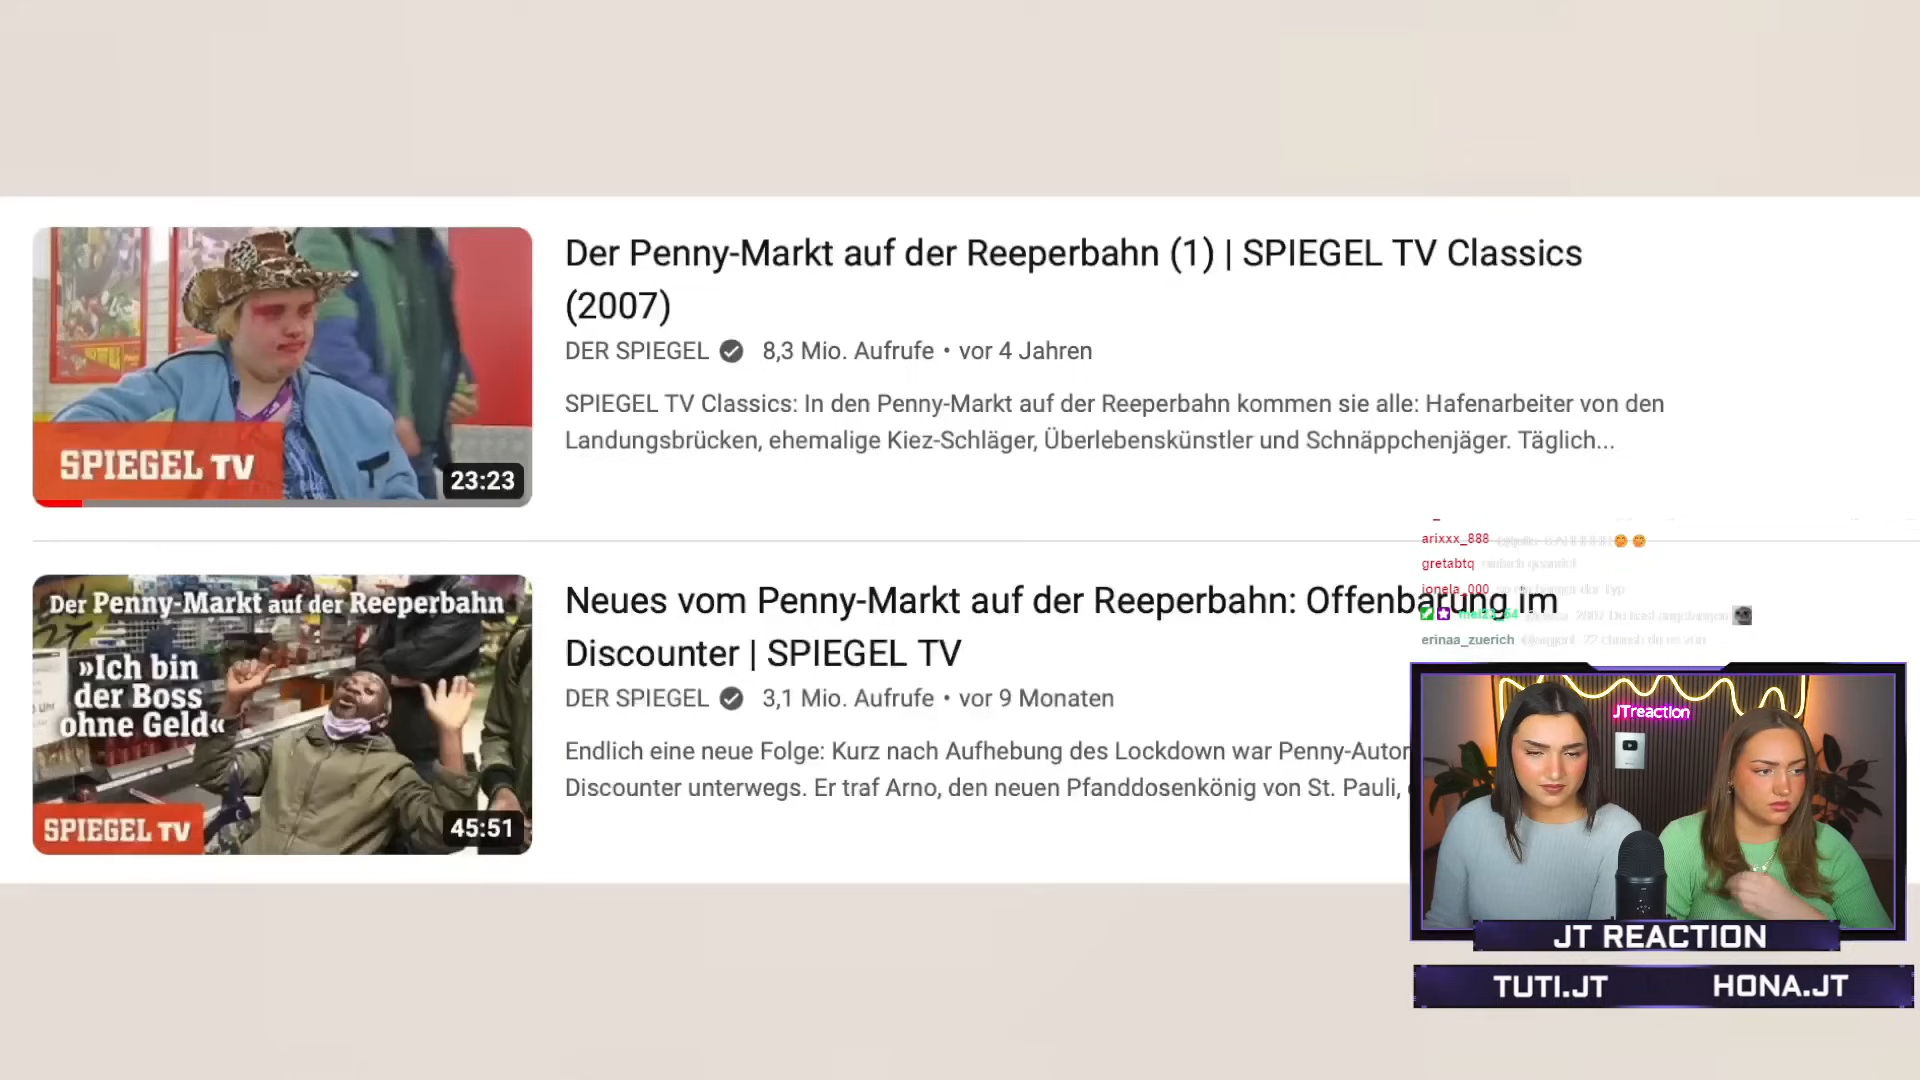 Der Penny-Markt auf der Reeperbahn (1) | SPIEGEL TV Classics
(2007)
DER SPIEGEL 8,3 Mio. Aufrufe • vor 4 Jahren
SPIEGEL TV Classics: In den Penny-Markt auf der Reeperbahn kommen sie alle: Hafenarbeiter von den
Landungsbrücken, ehemalige Kiez-Schläger, Überlebenskünstler und Schnäppchenjäger. Täglich...
SPIEGEL TV
23:23
Neues vom Penny-Markt auf der Reeperbahn: Offenbarung im
Discounter | SPIEGEL TV
DER SPIEGEL 3,1 Mio. Aufrufe • vor 9 Monaten
Endlich eine neue Folge: Kurz nach Aufhebung des Lockdown war Penny-Autor
Discounter unterwegs. Er traf Arno, den neuen Pfanddosenkönig von St. Pauli,
Der Penny-Markt auf der Reeperbahn
»Ich bin
der Boss
ohne Geld«
SPIEGEL TV
45:51
arixxx_888
gretabtq
jonela_000
erinaa_zuerich
JTreaction
JT REACTION
TUTI.JT HONA.JT